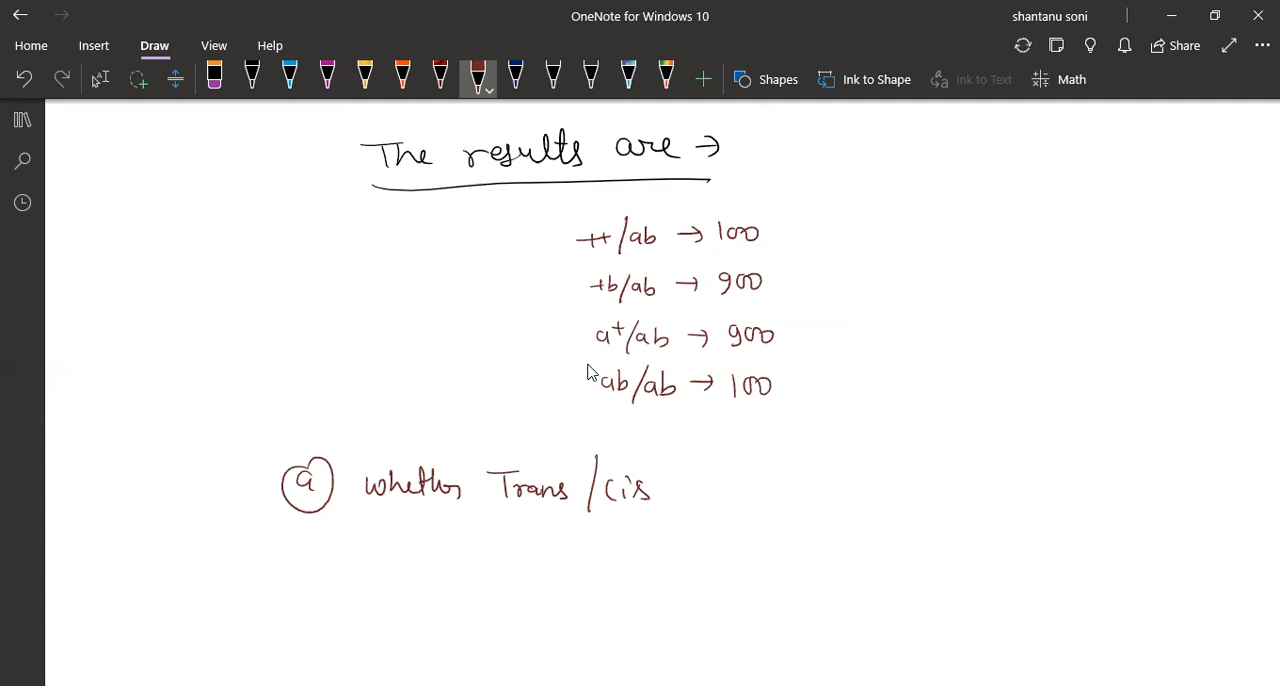 OneNote for Windows 10
shantanu soni
Home Insert Draw View Help
Share
Shapes Ink to Shape Ink to Text Math
The results are →
++/ab → 100
+b/ab → 900
a+/ab → 900
ab/ab → 100
a whether Trans/cis